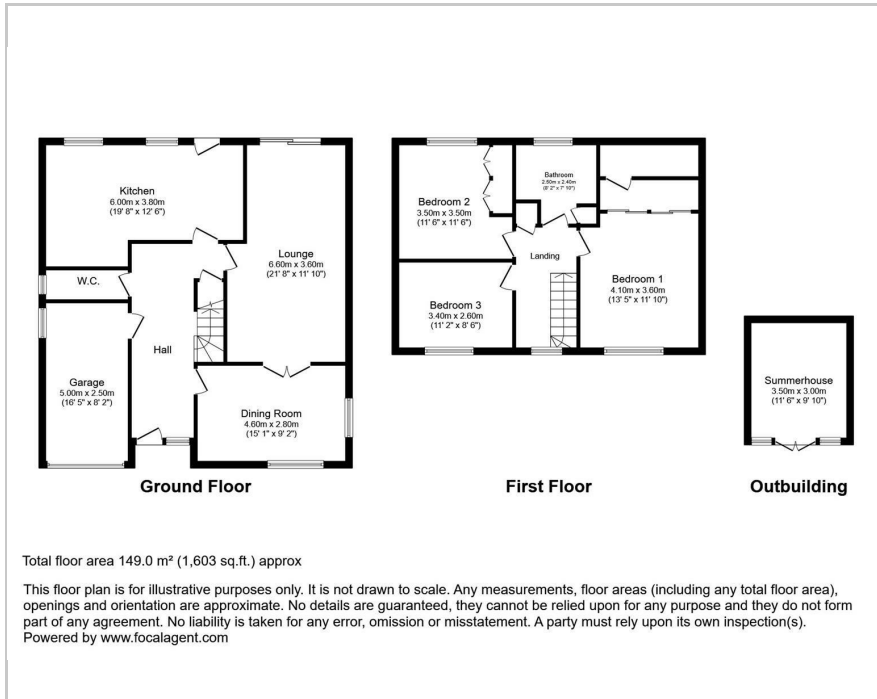 Kitchen
6.00m x 3.80m
(19' 8" x 12' 6")
Lounge
6.60m x 3.60m
(21' 8" x 11' 10")
W.C.
Hall
Garage
5.00m x 2.50m
(16' 5" x 8' 2")
Dining Room
4.60m x 2.80m
(15' 1" x 9' 2")
Ground Floor
Bedroom 2
3.50m x 3.50m
(11' 6" x 11' 6")
Bathroom
2.50m x 2.40m
(8' 2" x 7' 10")
Landing
Bedroom 1
4.10m x 3.60m
(13' 5" x 11' 10")
Bedroom 3
3.40m x 2.60m
(11' 2" x 8' 6")
First Floor
Summerhouse
3.50m x 3.00m
(11' 6" x 9' 10")
Outbuilding
Total floor area 149.0 m² (1,603 sq.ft.) approx
This floor plan is for illustrative purposes only. It is not drawn to scale. Any measurements, floor areas (including any total floor area),
openings and orientation are approximate. No details are guaranteed, they cannot be relied upon for any purpose and they do not form
part of any agreement. No liability is taken for any error, omission or misstatement. A party must rely upon its own inspection(s).
Powered by www.focalagent.com